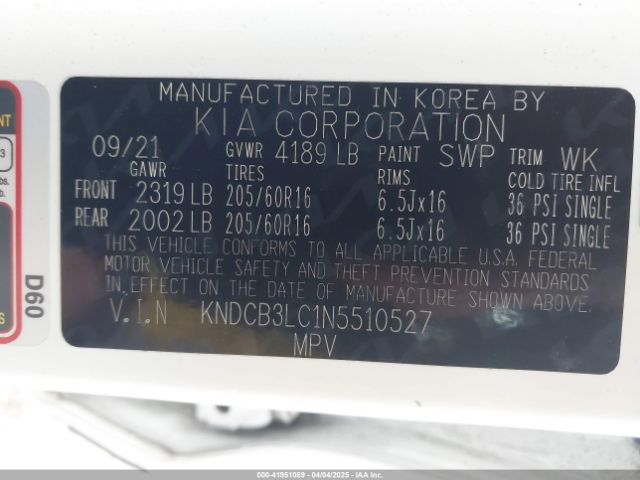 MANUFACTURED IN KOREA BY
KIA CORPORATION
09/21 GVWR 4189 LB PAINT SWP TRIM WK
GAWR TIRES RIMS COLD TIRE INFL
FRONT 2319 LB 205/60R16 6.5Jx16 36 PSI SINGLE
REAR 2002 LB 205/60R16 6.5Jx16 36 PSI SINGLE
THIS VEHICLE CONFORMS TO ALL APPLICABLE U.S.A. FEDERAL
MOTOR VEHICLE SAFETY AND THEFT PREVENTION STANDARDS
IN EFFECT ON THE DATE OF MANUFACTURE SHOWN ABOVE.
V.I.N KNDCB3LC1N5510527
MPV
D60
000-41951089 - 04/04/2025 - IAAI.COM